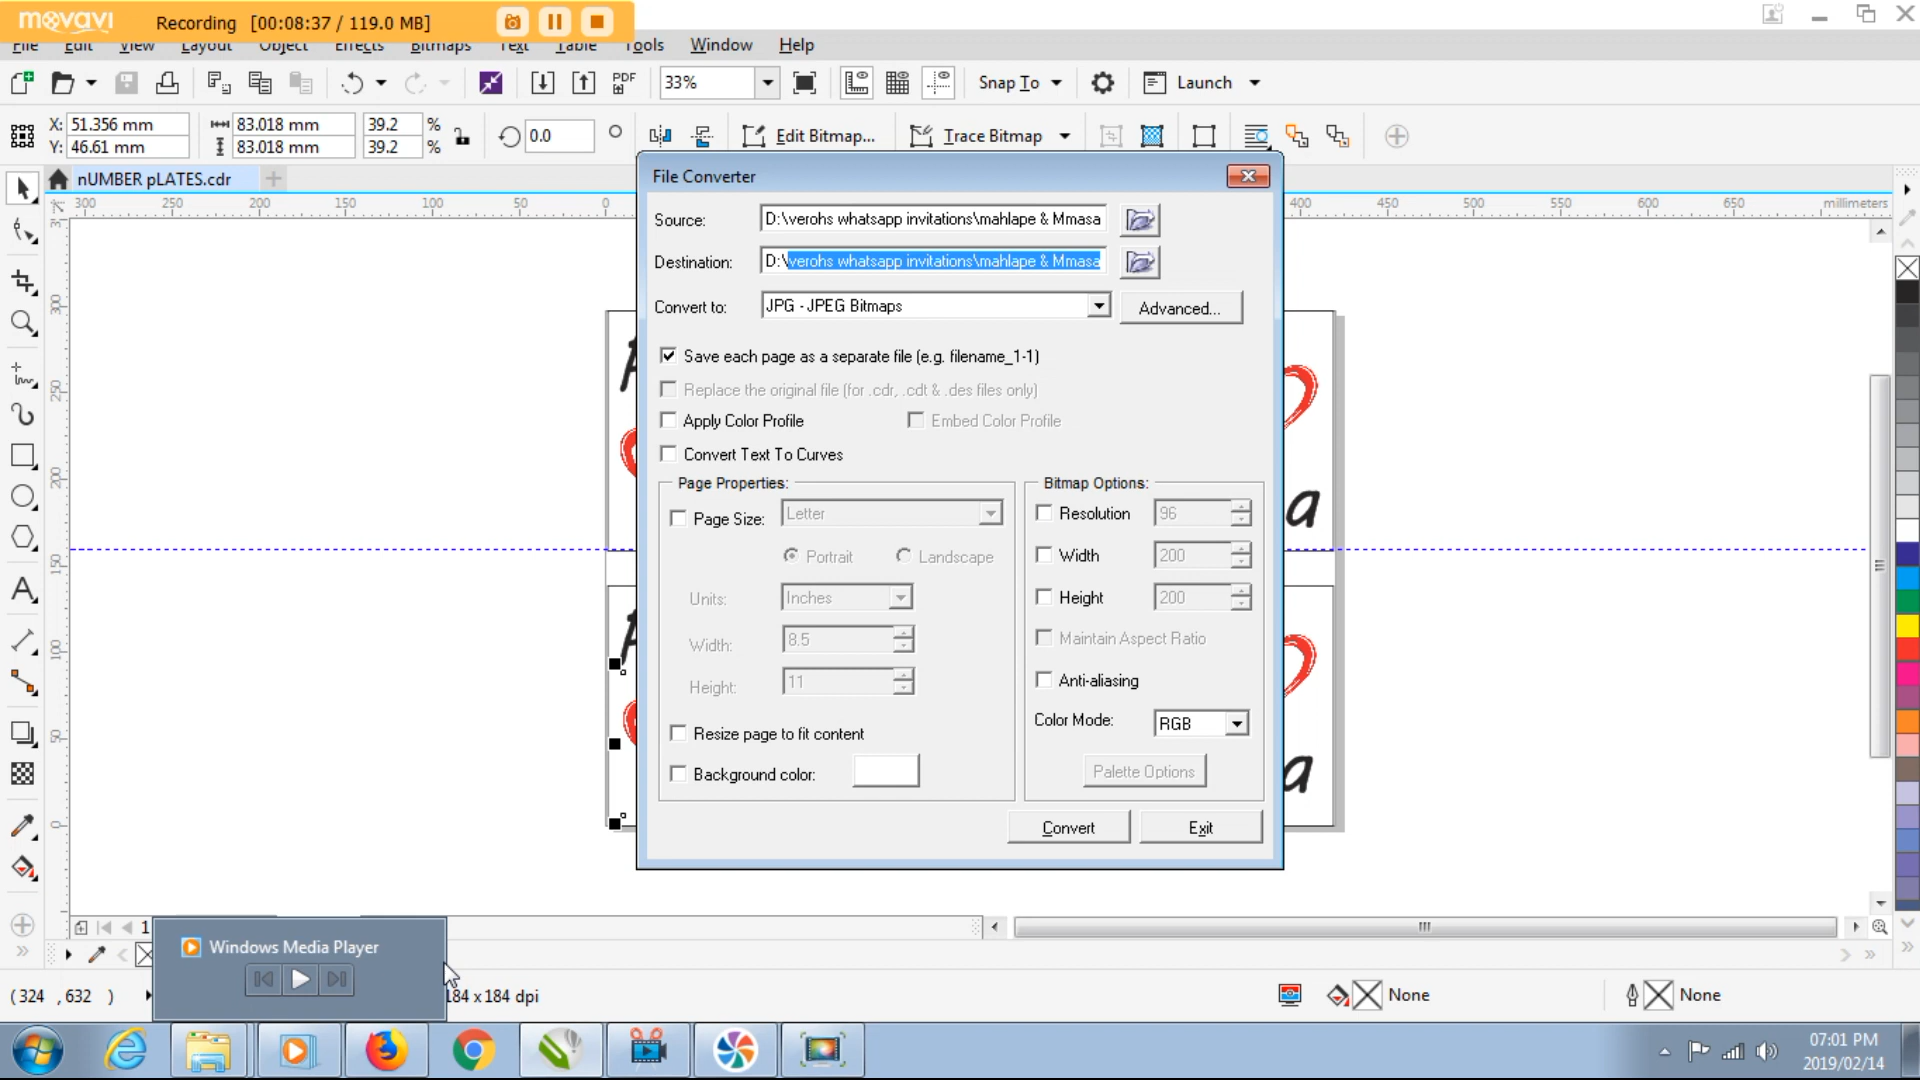 movavi Recording [00:08:37 / 119.0 MB]
File Edit View Layout Object Effects Bitmaps Text Table Tools Window Help
PDF 33% Snap To Launch
X: 51.356 mm 83.018 mm 39.2 % 0.0 Edit Bitmap... Trace Bitmap
Y: 46.61 mm 83.018 mm 39.2 %
nUMBER pLATES.cdr
300 250 200 150 100 50 0 400 450 500 550 600 650 millimeters
File Converter
Source: D:\verohs whatsapp invitations\mahlape & Mmasa
Destination: D:\verohs whatsapp invitations\mahlape & Mmasa
Convert to: JPG - JPEG Bitmaps Advanced...
Save each page as a separate file (e.g. filename_1-1)
Replace the original file (for .cdr, .cdt & .des files only)
Apply Color Profile Embed Color Profile
Convert Text To Curves
Page Properties: Bitmap Options:
Page Size: Letter Resolution 96
Portrait Landscape Width 200
Units: Inches Height 200
Width: 8.5 Maintain Aspect Ratio
Height: 11 Anti-aliasing
Color Mode: RGB
Resize page to fit content
Background color: Palette Options
Convert Exit
300
250
200
150
100
50
0
a
a
1
Windows Media Player
(324 ,632 ) 184 x 184 dpi None None
07:01 PM
2019/02/14